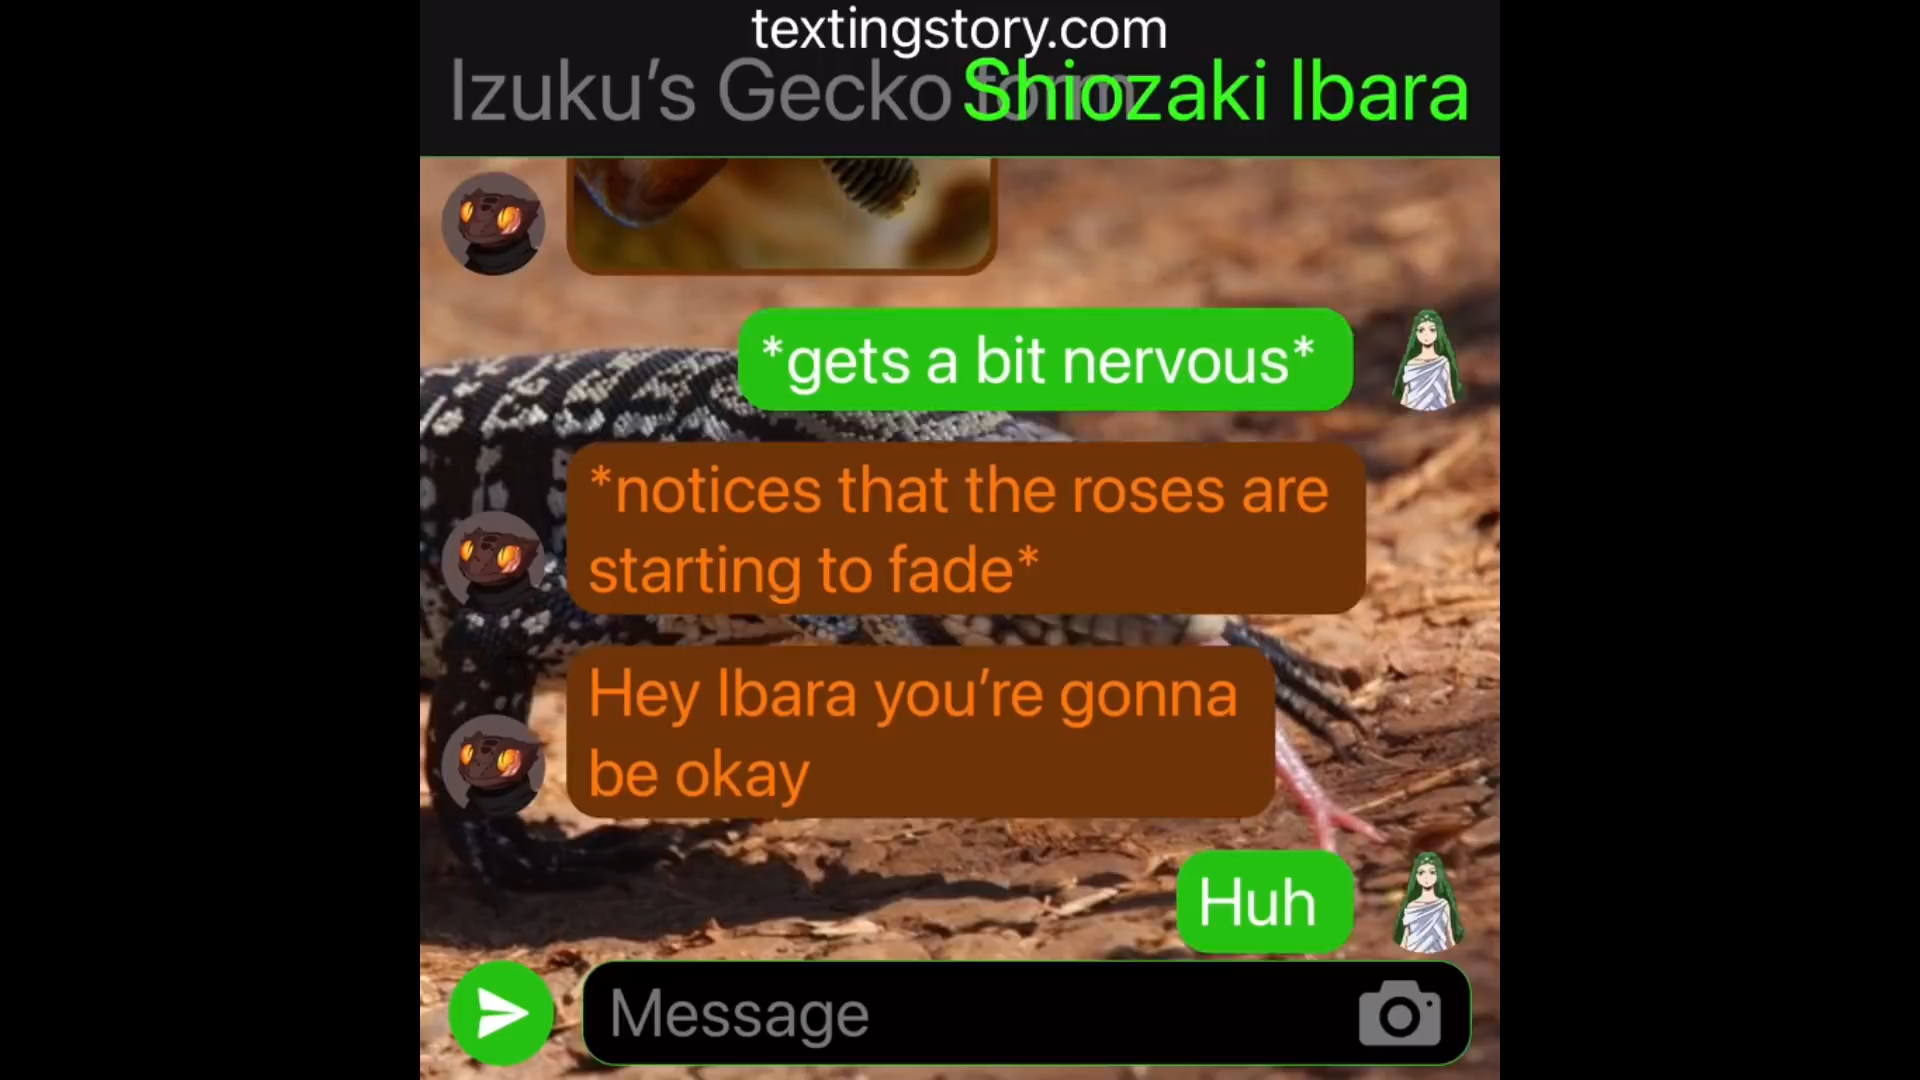 textingstory.com
Izuku's Gecko form
Shiozaki Ibara
*gets a bit nervous*
*notices that the roses are
starting to fade*
Hey Ibara you're gonna
be okay
Huh
Message